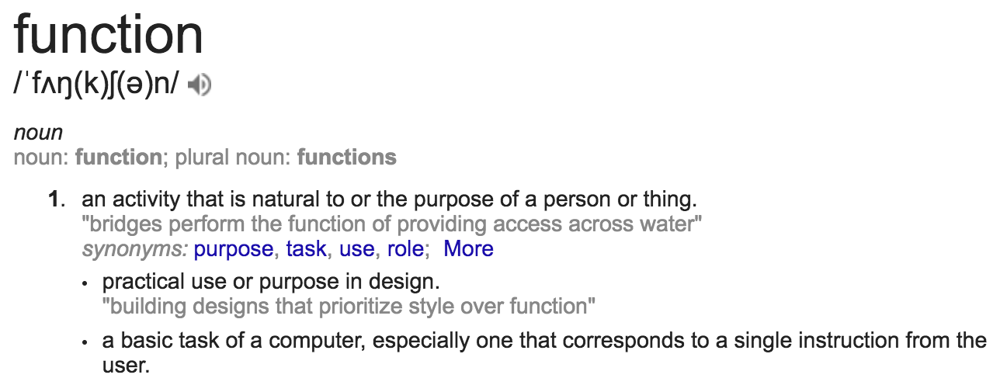 function
/ˈfʌŋ(k)ʃ(ə)n/
noun
noun: function; plural noun: functions
1. an activity that is natural to or the purpose of a person or thing.
"bridges perform the function of providing access across water"
synonyms: purpose, task, use, role; More
• practical use or purpose in design.
"building designs that prioritize style over function"
• a basic task of a computer, especially one that corresponds to a single instruction from the
user.